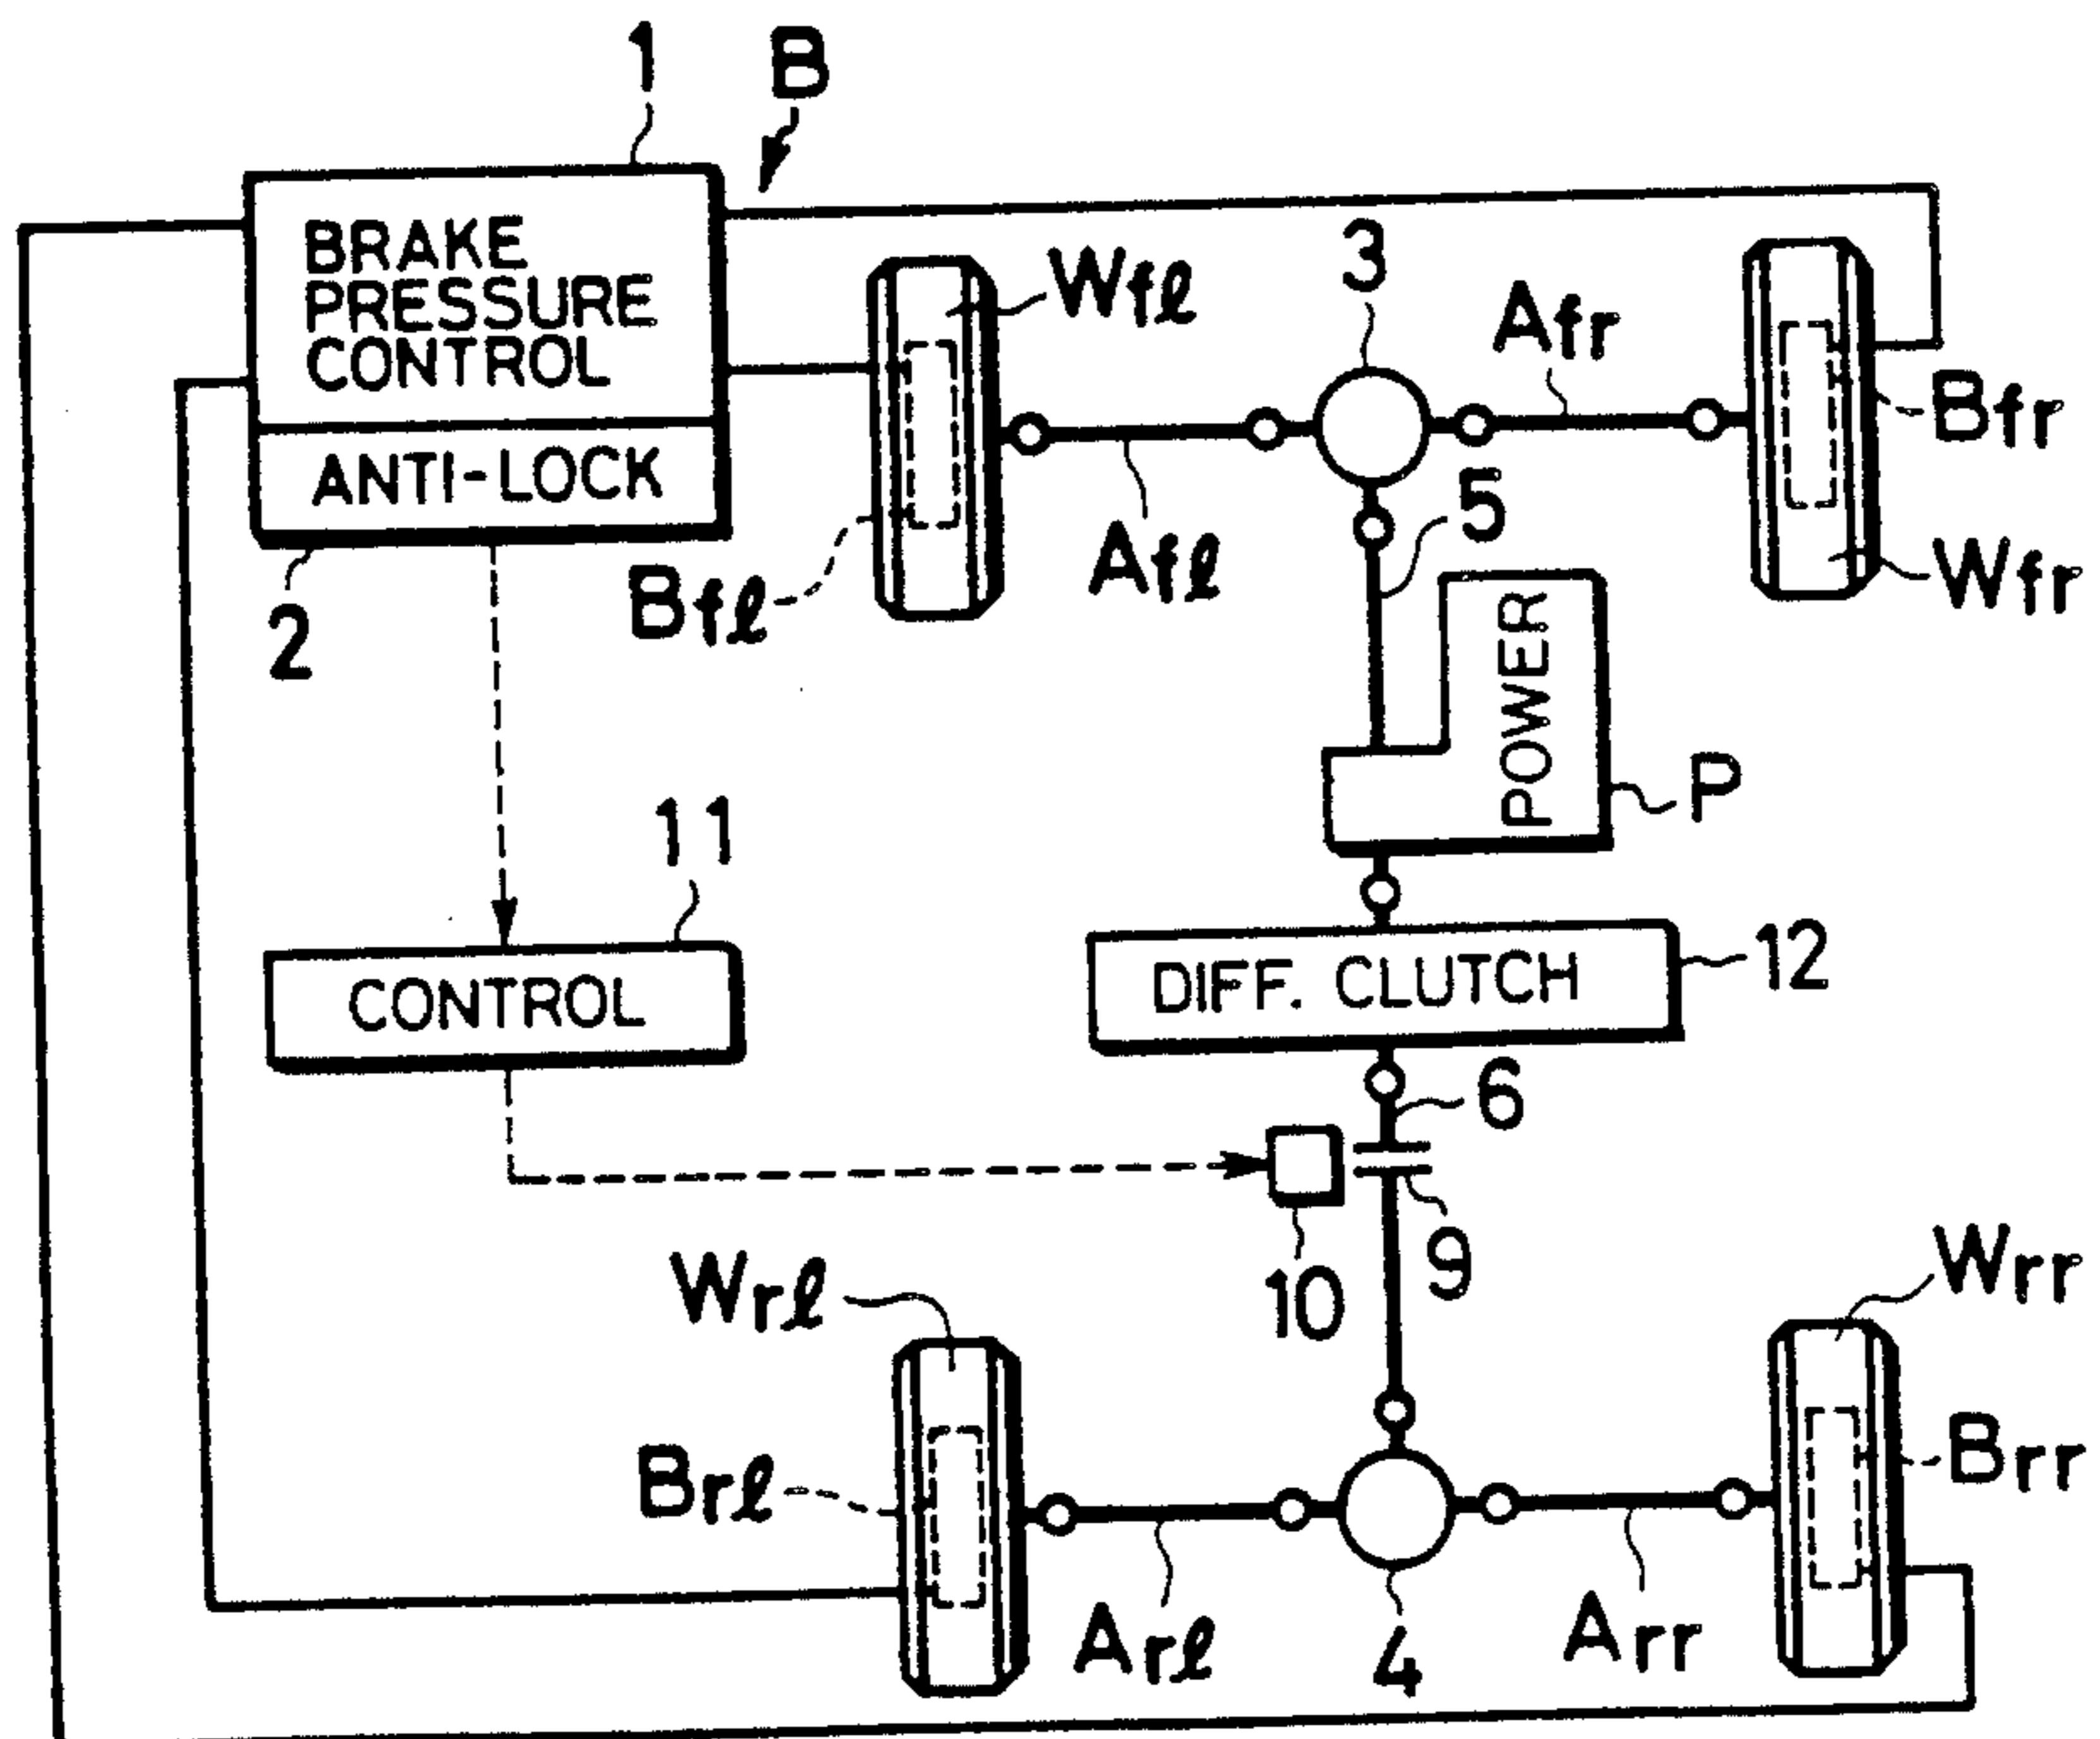 1
B
BRAKE
PRESSURE
CONTROL
ANTI-LOCK
2
Wfl
3
Afr
Bfr
Bfl
Afl
5
Wfr
POWER
P
11
CONTROL
DIFF. CLUTCH
12
6
10
9
Wrl
Wrr
Brl
Brr
Arl
4
Arr